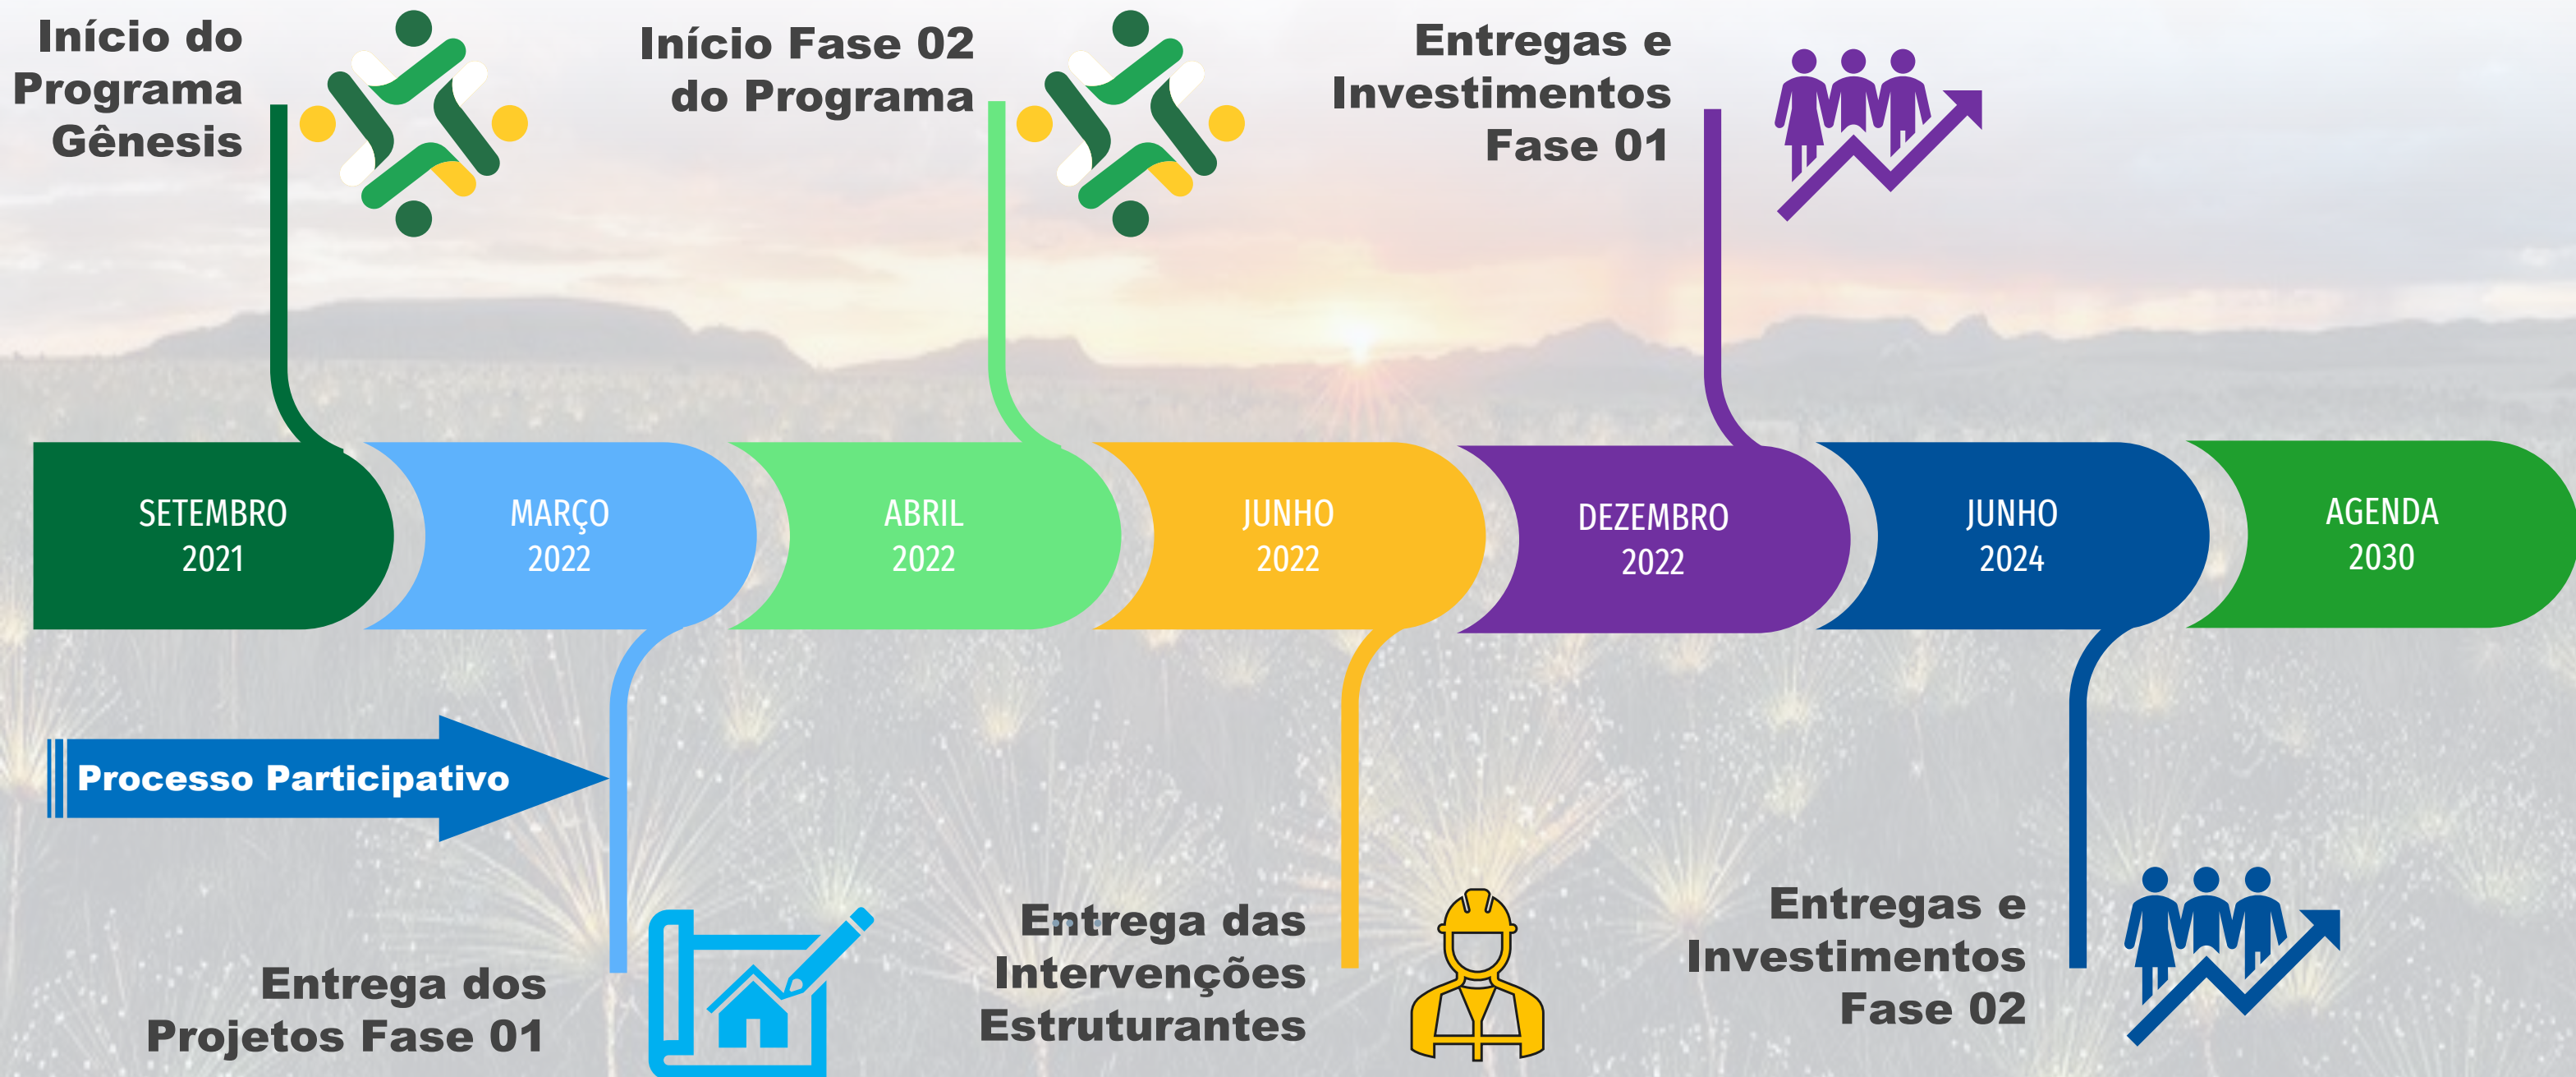 Início do
Programa
Gênesis
Início Fase 02
do Programa
Entregas e
Investimentos
Fase 01
SETEMBRO
2021
MARÇO
2022
ABRIL
2022
JUNHO
2022
DEZEMBRO
2022
JUNHO
2024
AGENDA
2030
Processo Participativo
Entrega dos
Projetos Fase 01
Entrega das
Intervenções
Estruturantes
Entregas e
Investimentos
Fase 02